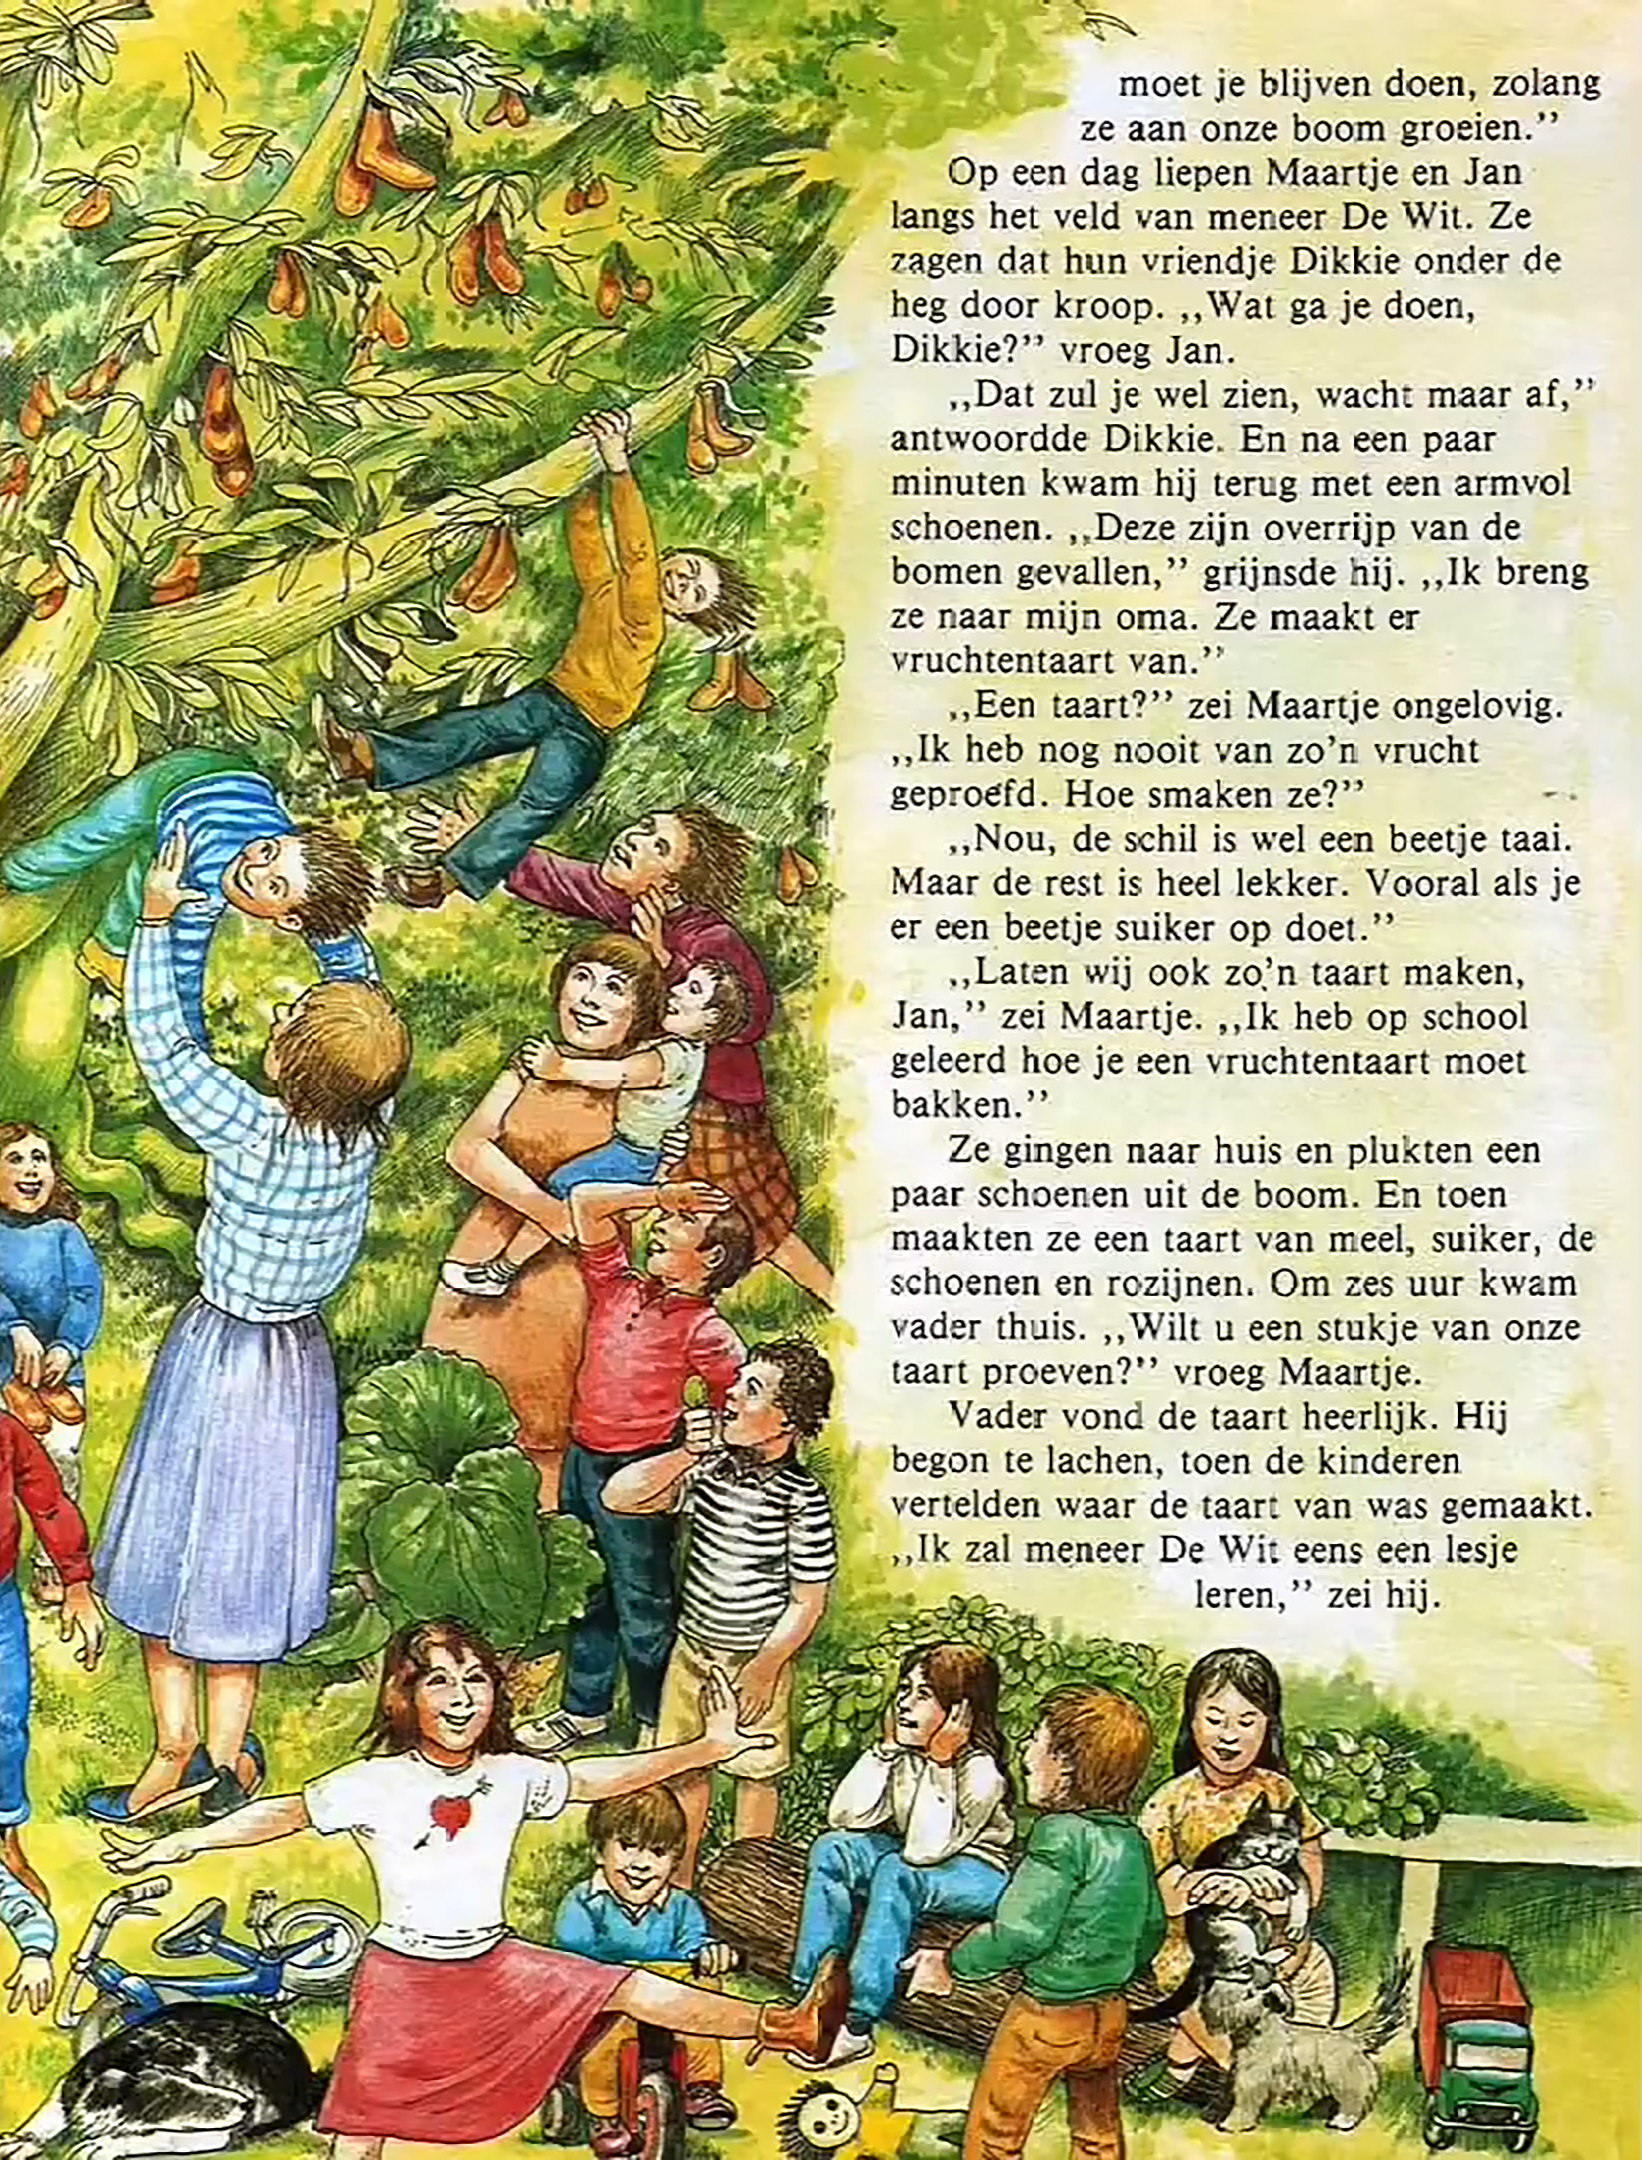 moet je blijven doen, zolang
ze aan onze boom groeien.”
Op een dag liepen Maartje en Jan
langs het veld van meneer De Wit. Ze
zagen dat hun vriendje Dikkie onder de
heg door kroop. ,,Wat ga je doen,
Dikkie?” vroeg Jan.
,,Dat zul je wel zien, wacht maar af,”
antwoordde Dikkie. En na een paar
minuten kwam hij terug met een armvol
schoenen. ,,Deze zijn overrijp van de
bomen gevallen,” grijnsde hij. ,,Ik breng
ze naar mijn oma. Ze maakt er
vruchtentaart van.”
,,Een taart?” zei Maartje ongelovig.
,,Ik heb nog nooit van zo’n vrucht
geproefd. Hoe smaken ze?”
,,Nou, de schil is wel een beetje taai.
Maar de rest is heel lekker. Vooral als je
er een beetje suiker op doet.”
,,Laten wij ook zo’n taart maken,
Jan,” zei Maartje. ,,Ik heb op school
geleerd hoe je een vruchtentaart moet
bakken.”
Ze gingen naar huis en plukten een
paar schoenen uit de boom. En toen
maakten ze een taart van meel, suiker, de
schoenen en rozijnen. Om zes uur kwam
vader thuis. ,,Wilt u een stukje van onze
taart proeven?” vroeg Maartje.
Vader vond de taart heerlijk. Hij
begon te lachen, toen de kinderen
vertelden waar de taart van was gemaakt.
,,Ik zal meneer De Wit eens een lesje
leren,” zei hij.